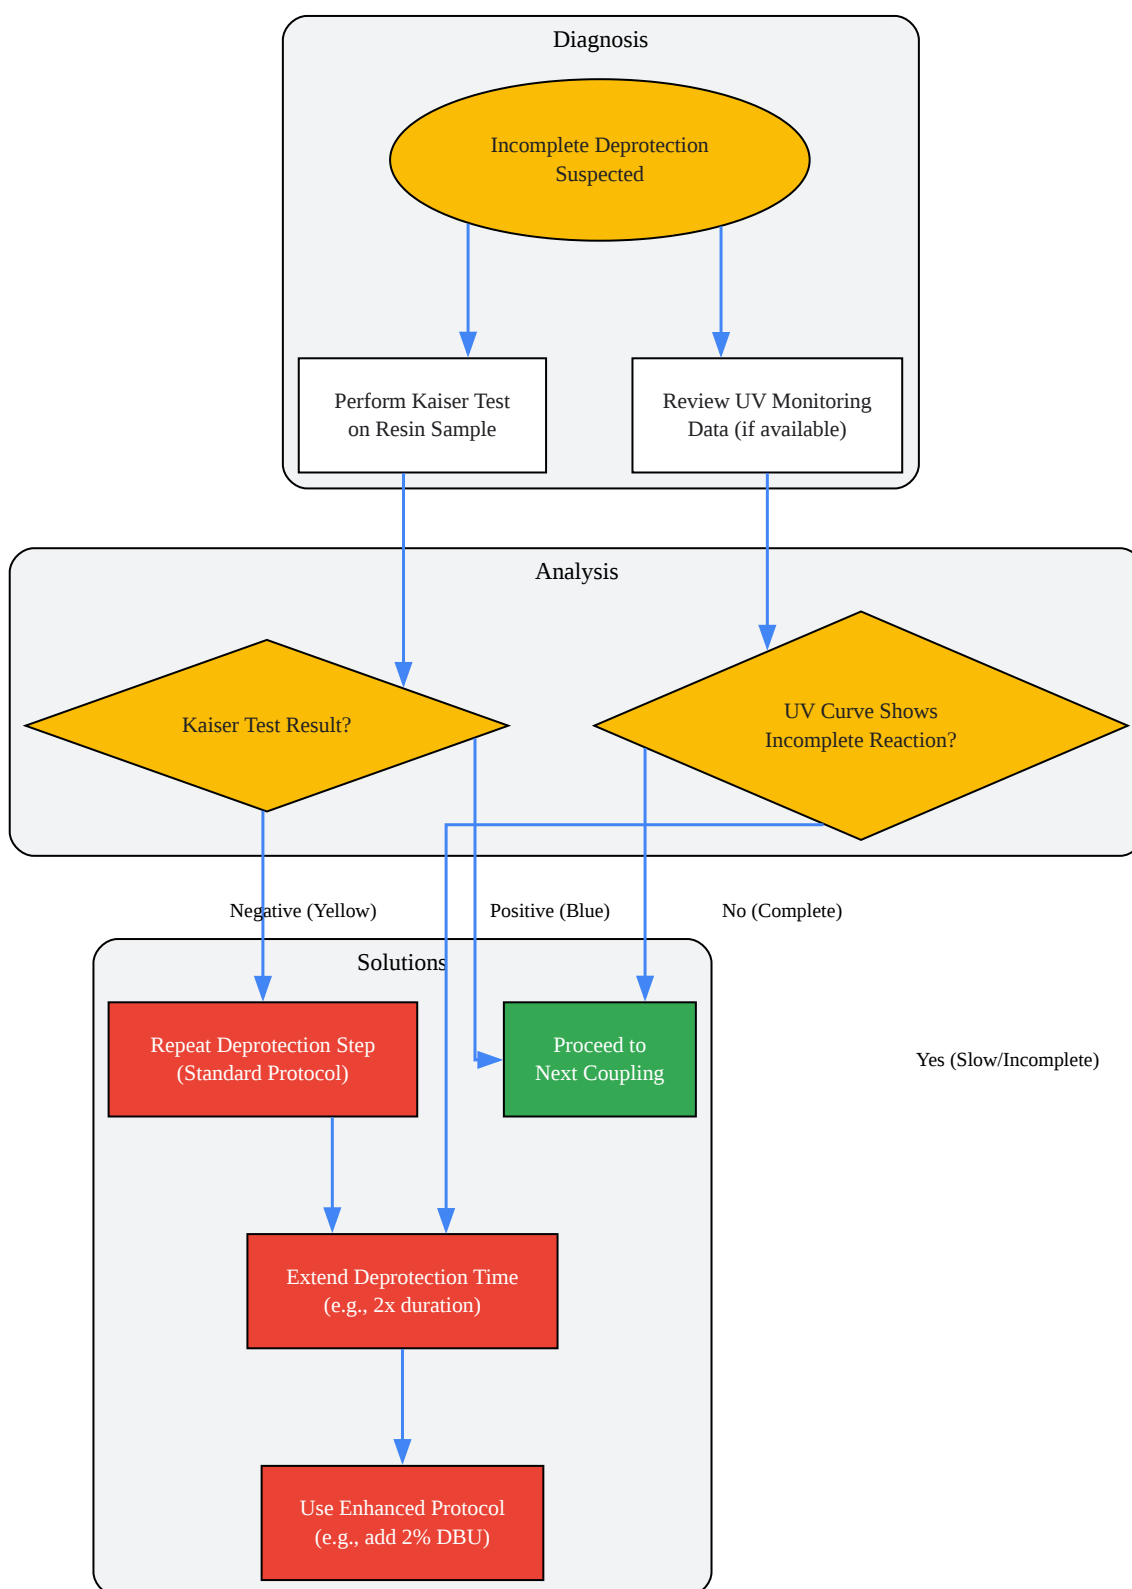 Diagnosis
Incomplete Deprotection
Suspected
Perform Kaiser Test
on Resin Sample
Review UV Monitoring
Data (if available)
Analysis
Kaiser Test Result?
UV Curve Shows
Incomplete Reaction?
Negative (Yellow)
Positive (Blue)
No (Complete)
Solutions
Repeat Deprotection Step
(Standard Protocol)
Proceed to
Next Coupling
Yes (Slow/Incomplete)
Extend Deprotection Time
(e.g., 2x duration)
Use Enhanced Protocol
(e.g., add 2% DBU)